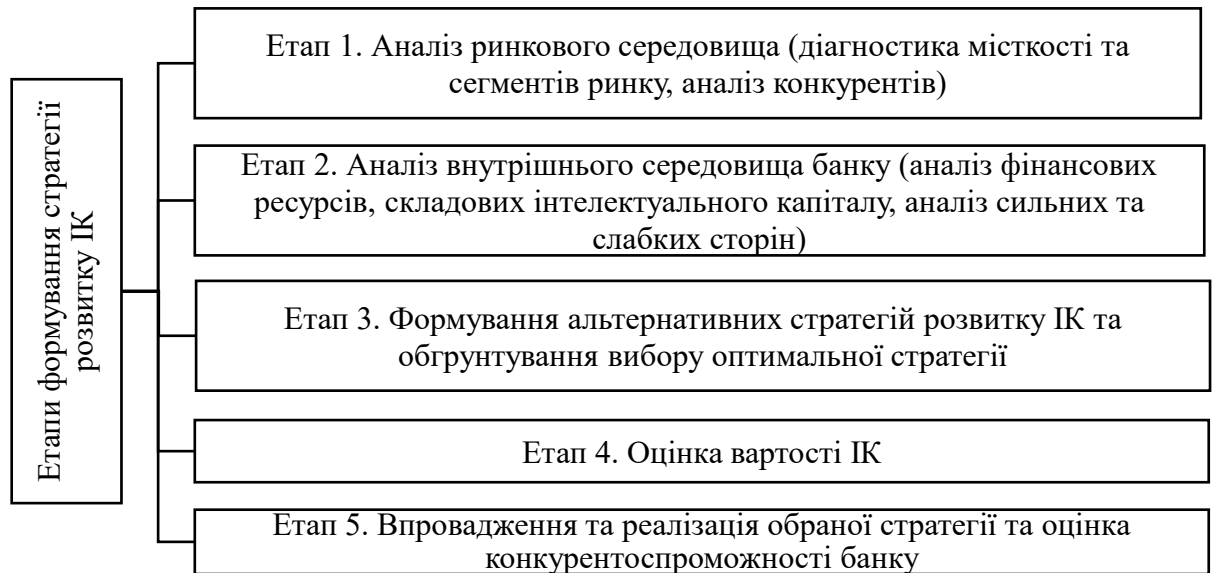 Етапи формування стратегії
розвитку ІК
Етап 1. Аналіз ринкового середовища (діагностика місткості та
сегментів ринку, аналіз конкурентів)
Етап 2. Аналіз внутрішнього середовища банку (аналіз фінансових
ресурсів, складових інтелектуального капіталу, аналіз сильних та
слабких сторін)
Етап 3. Формування альтернативних стратегій розвитку ІК та
обгрунтування вибору оптимальної стратегії
Етап 4. Оцінка вартості ІК
Етап 5. Впровадження та реалізація обраної стратегії та оцінка
конкурентоспроможності банку